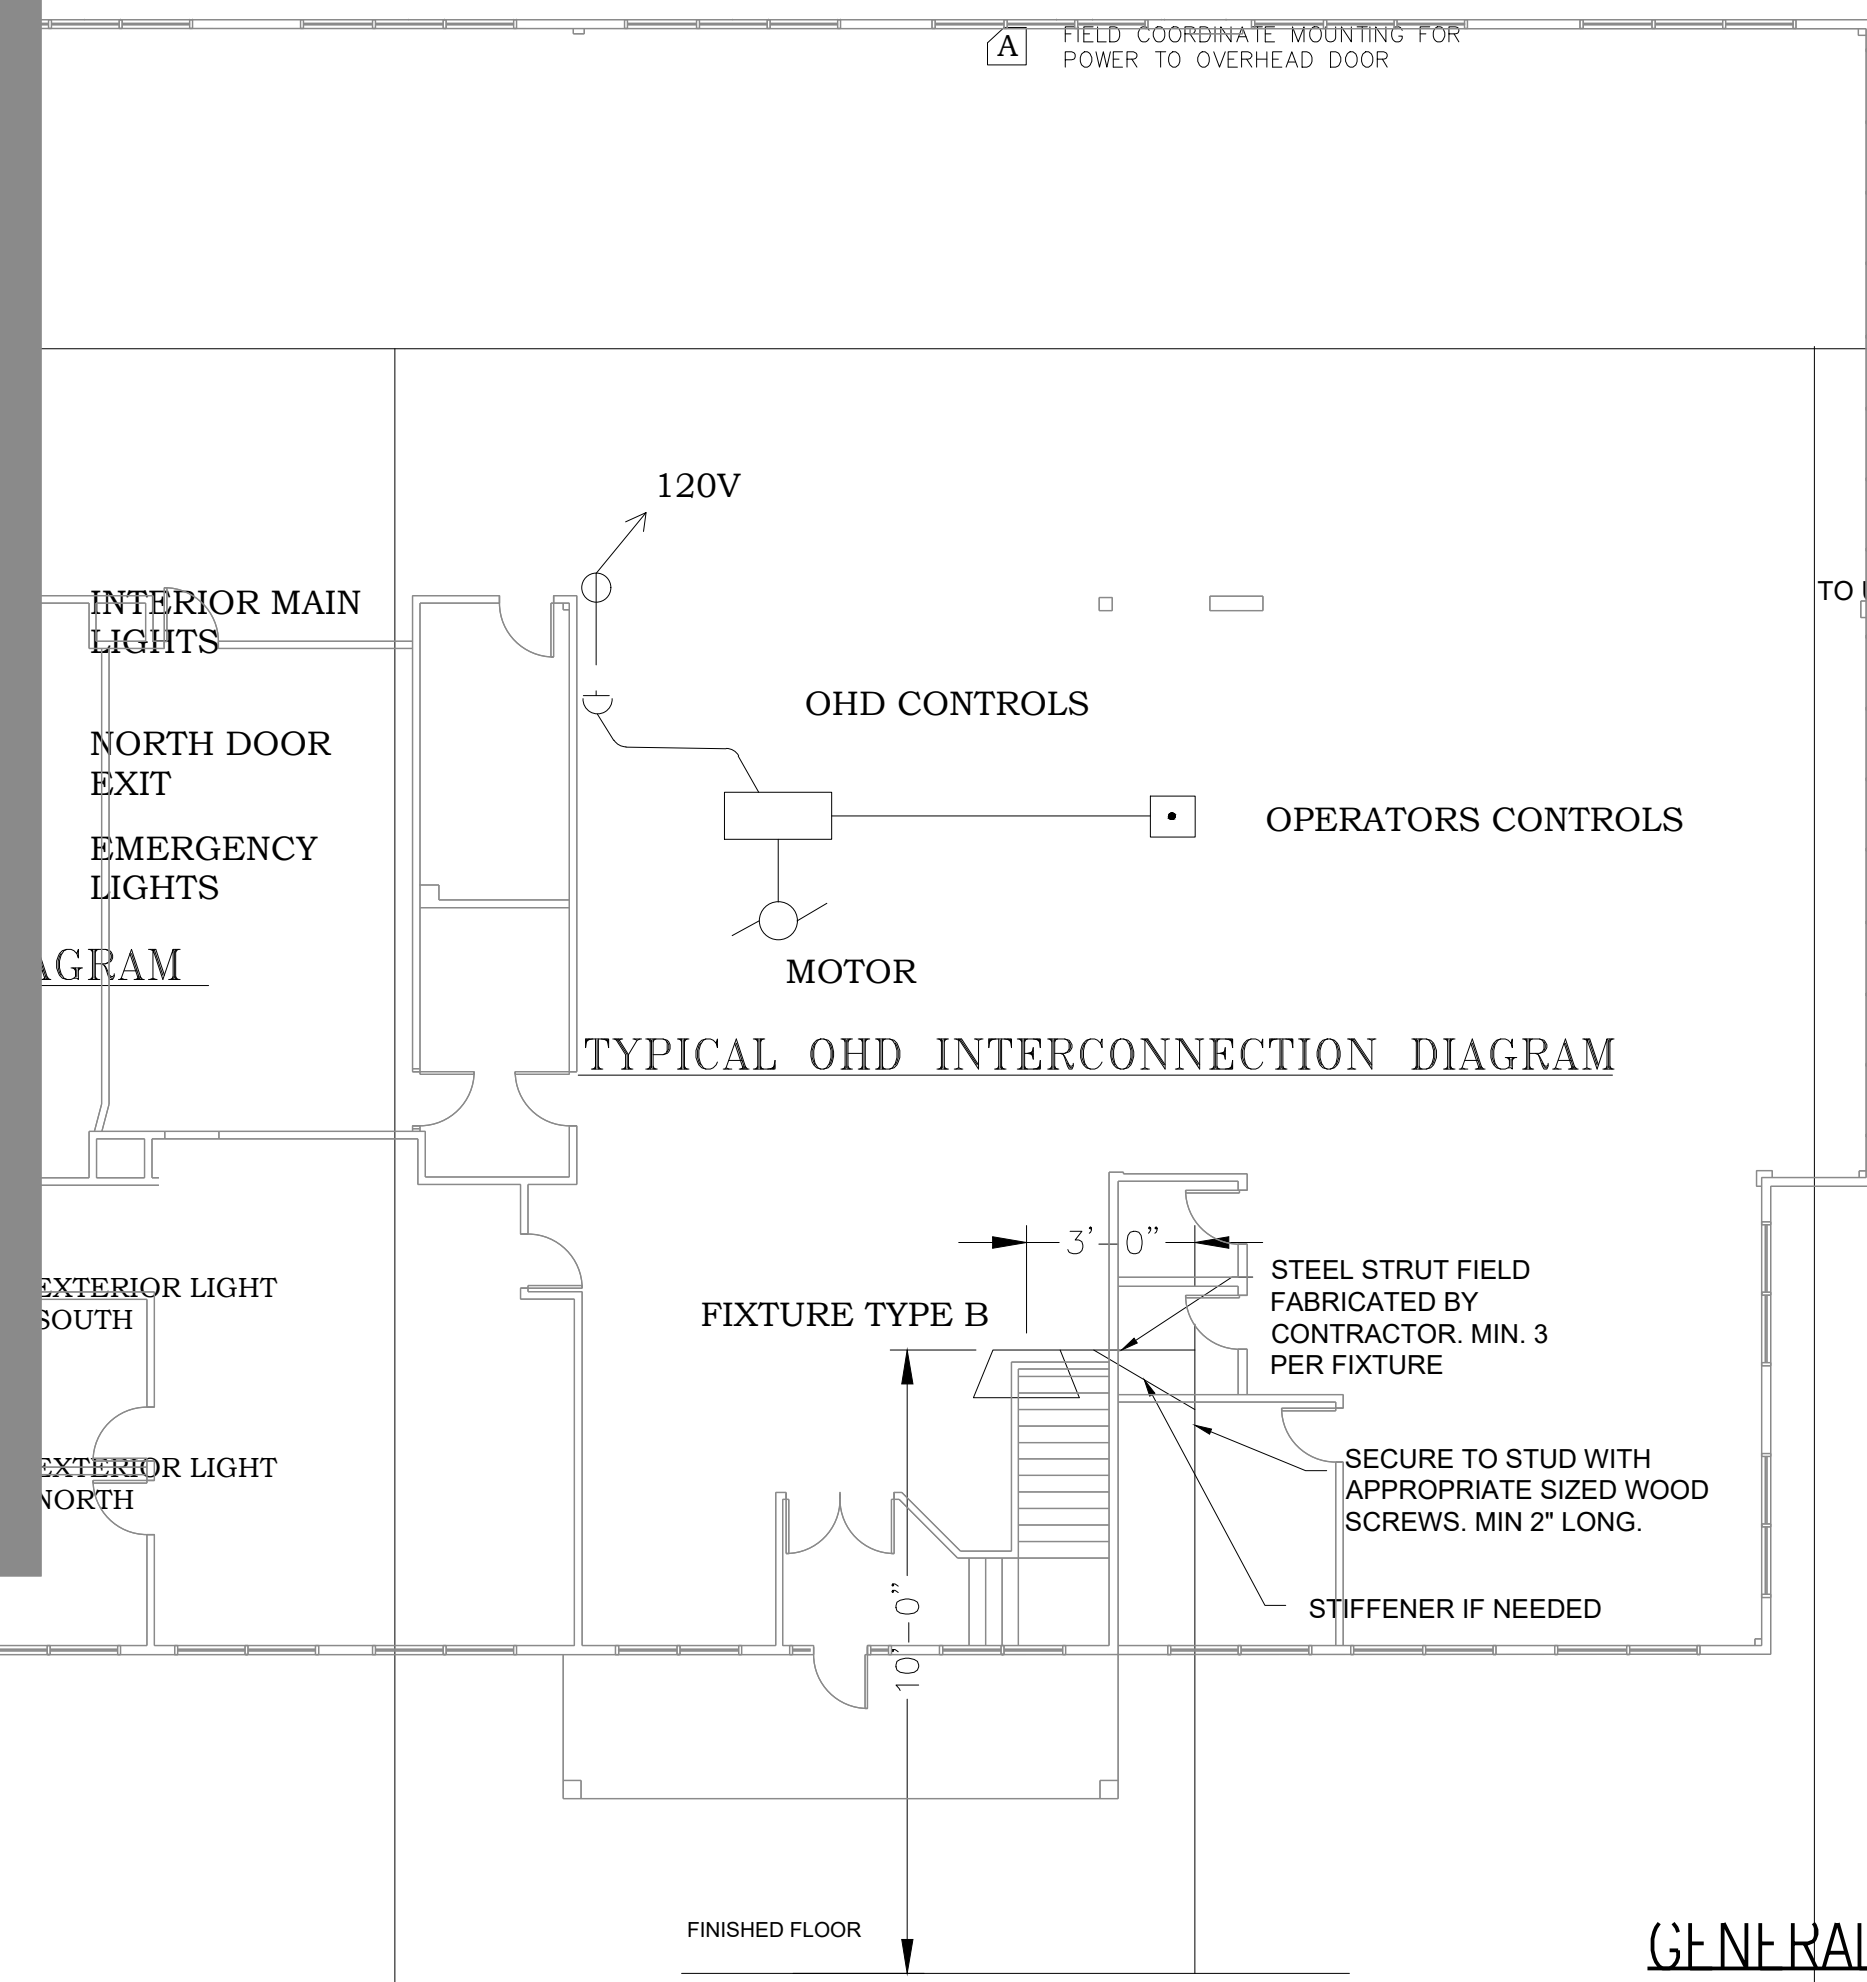 A
FIELD COORDINATE MOUNTING FOR
POWER TO OVERHEAD DOOR
120V
INTERIOR MAIN
LIGHTS
TO
OHD CONTROLS
NORTH DOOR
EXIT
OPERATORS CONTROLS
EMERGENCY
LIGHTS
AGRAM
MOTOR
TYPICAL OHD INTERCONNECTION DIAGRAM
3'-0"
EXTERIOR LIGHT
SOUTH
FIXTURE TYPE B
STEEL STRUT FIELD
FABRICATED BY
CONTRACTOR. MIN. 3
PER FIXTURE
EXTERIOR LIGHT
NORTH
SECURE TO STUD WITH
APPROPRIATE SIZED WOOD
SCREWS. MIN 2" LONG.
10'-0"
STIFFENER IF NEEDED
FINISHED FLOOR
GENERAL